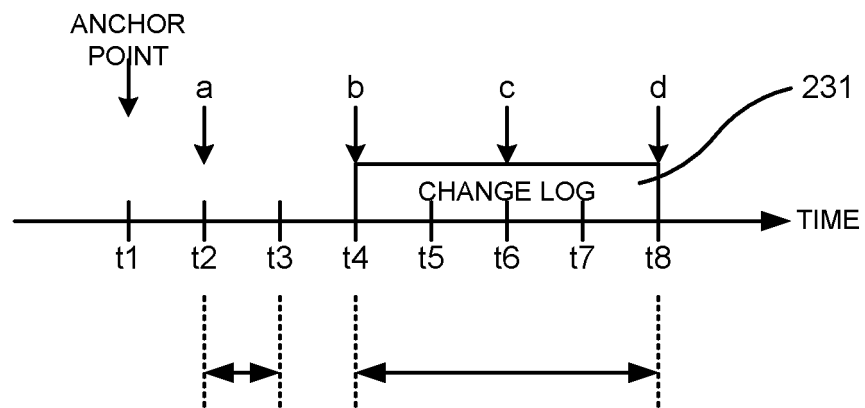 ANCHOR
POINT
a
b
c
d
231
CHANGE LOG
TIME
t1
t2
t3
t4
t5
t6
t7
t8